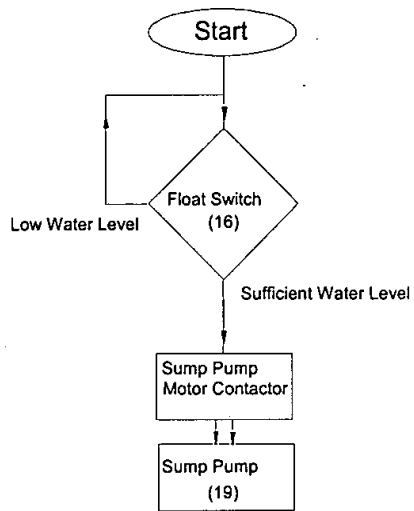 Start
Float Switch
(16)
Low Water Level
Sufficient Water Level
Sump Pump
Motor Contactor
Sump Pump
(19)